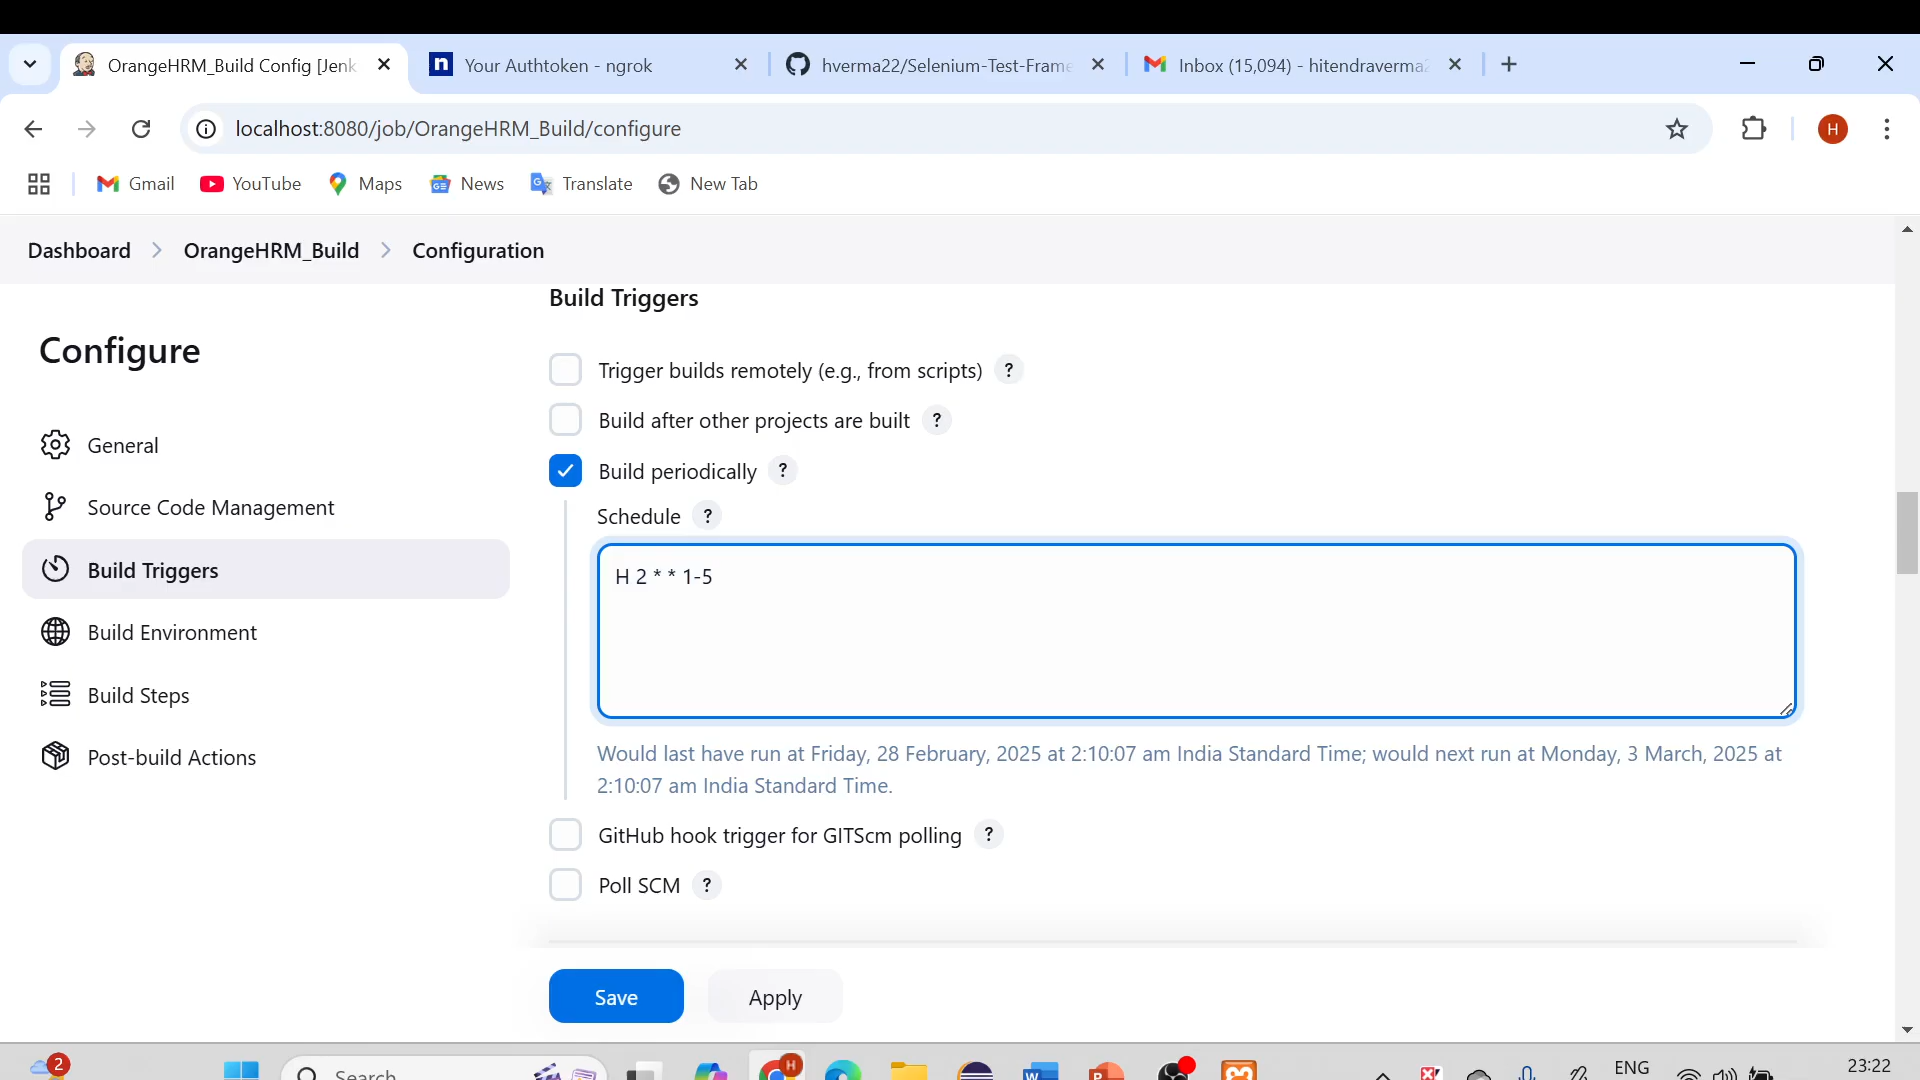 OrangeHRM_Build Config [Jenk
Your Authtoken - ngrok
hverma22/Selenium-Test-Frame
Inbox (15,094) - hitendraverma2
localhost:8080/job/OrangeHRM_Build/configure
H
Gmail
YouTube
Maps
News
Translate
New Tab
Dashboard
OrangeHRM_Build
Configuration
Configure
General
Source Code Management
Build Triggers
Build Environment
Build Steps
Post-build Actions
Build Triggers
Trigger builds remotely (e.g., from scripts) ?
Build after other projects are built ?
Build periodically ?
Schedule ?
H 2 * * 1-5
Would last have run at Friday, 28 February, 2025 at 2:10:07 am India Standard Time; would next run at Monday, 3 March, 2025 at
2:10:07 am India Standard Time.
GitHub hook trigger for GITScm polling ?
Poll SCM ?
Save
Apply
2
Search
H
ENG
23:22